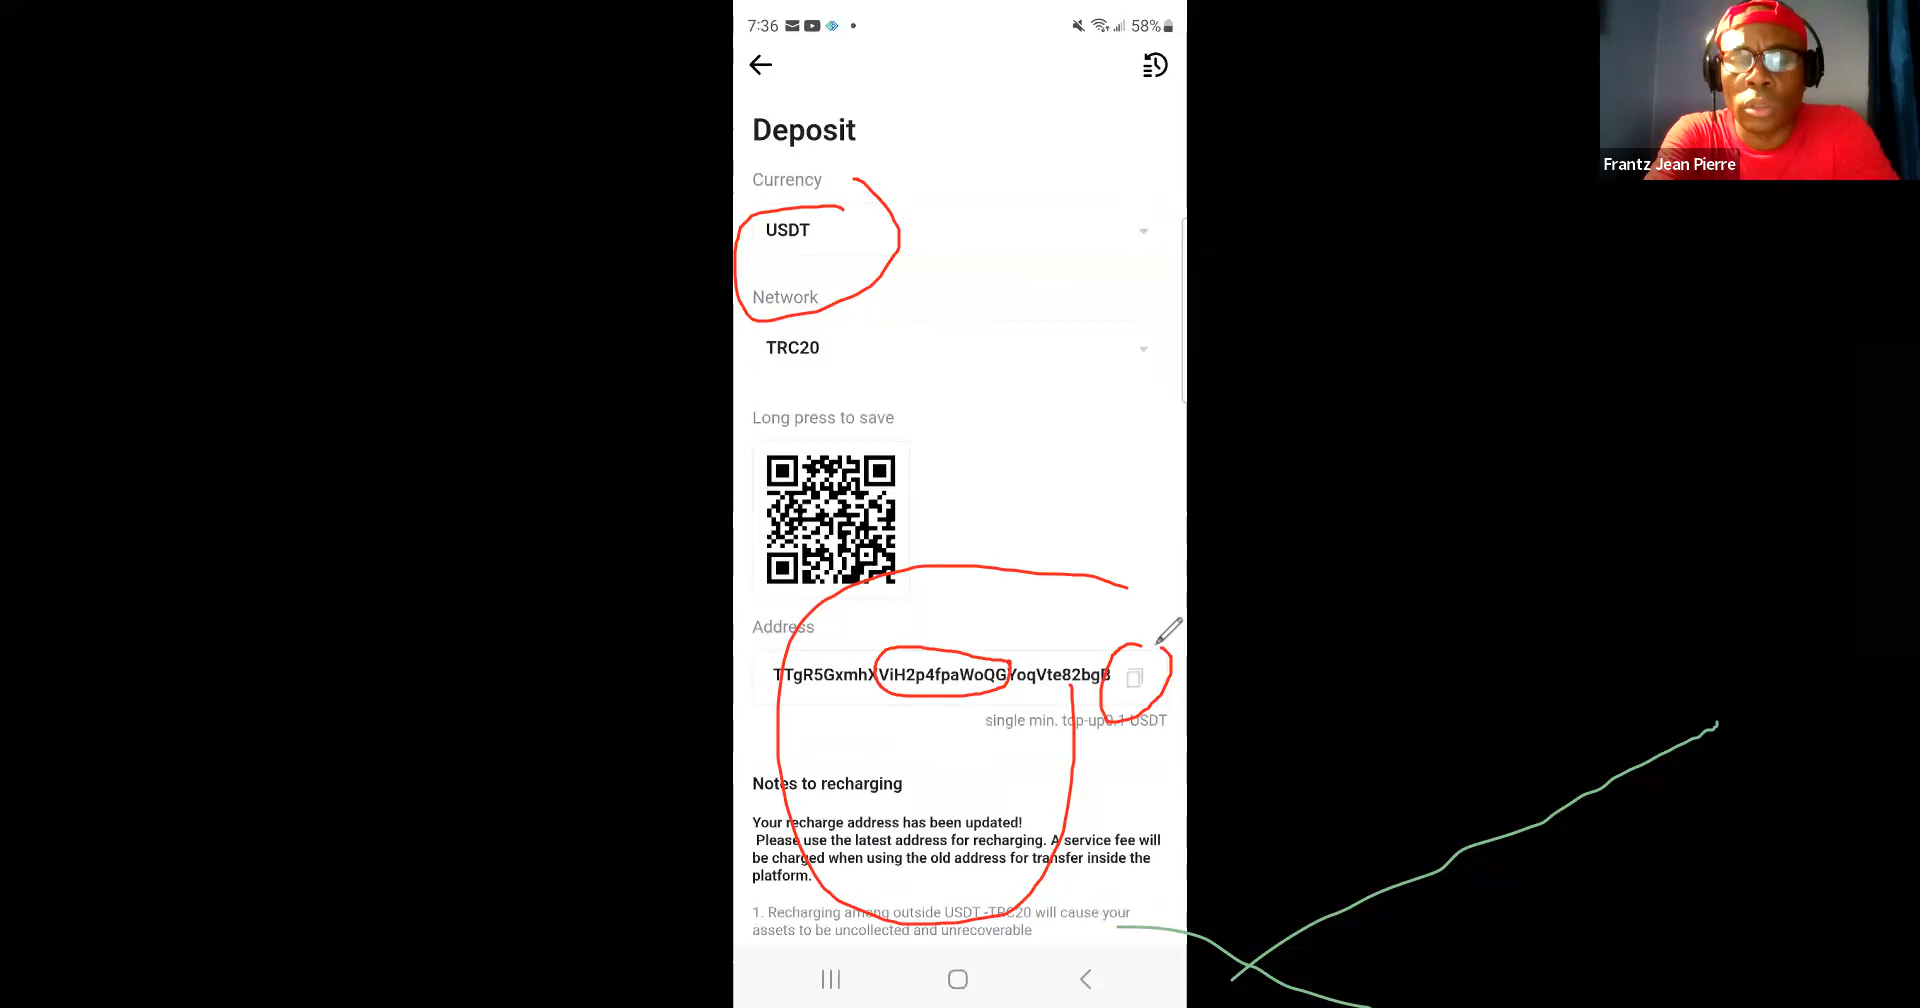 7:36
58%
Deposit
Currency
USDT
Network
TRC20
Long press to save
Address
TTgR5GxmhXViH2p4fpaWoQGYoqVte82bgB
single min. top-up0.1 USDT
Notes to recharging
Your recharge address has been updated!
Please use the latest address for recharging. A service fee will
be charged when using the old address for transfer inside the
platform.
1. Recharging among outside USDT -TRC20 will cause your
assets to be uncollected and unrecoverable
Frantz Jean Pierre